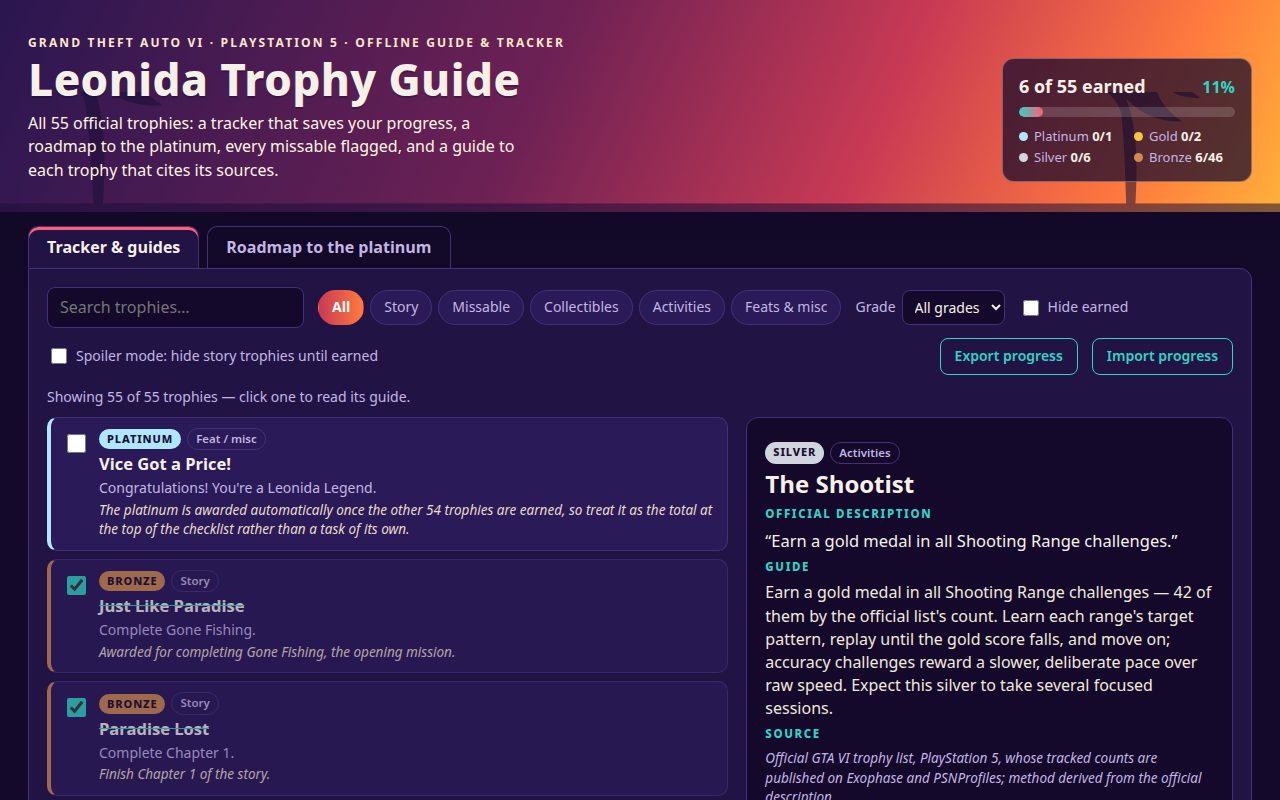 GRAND THEFT AUTO VI · PLAYSTATION 5 · OFFLINE GUIDE & TRACKER
Leonida Trophy Guide
All 55 official trophies: a tracker that saves your progress, a
roadmap to the platinum, every missable flagged, and a guide to
each trophy that cites its sources.
6 of 55 earned 11%
Platinum 0/1 Gold 0/2
Silver 0/6 Bronze 6/46
Tracker & guides Roadmap to the platinum
Search trophies... All Story Missable Collectibles Activities Feats & misc Grade All grades Hide earned
Spoiler mode: hide story trophies until earned Export progress Import progress
Showing 55 of 55 trophies — click one to read its guide.
PLATINUM Feat / misc
Vice Got a Price!
Congratulations! You're a Leonida Legend.
The platinum is awarded automatically once the other 54 trophies are earned, so treat it as the total at
the top of the checklist rather than a task of its own.
BRONZE Story
Just Like Paradise
Complete Gone Fishing.
Awarded for completing Gone Fishing, the opening mission.
BRONZE Story
Paradise Lost
Complete Chapter 1.
Finish Chapter 1 of the story.
SILVER Activities
The Shootist
OFFICIAL DESCRIPTION
“Earn a gold medal in all Shooting Range challenges.”
GUIDE
Earn a gold medal in all Shooting Range challenges — 42 of
them by the official list's count. Learn each range's target
pattern, replay until the gold score falls, and move on;
accuracy challenges reward a slower, deliberate pace over
raw speed. Expect this silver to take several focused
sessions.
SOURCE
Official GTA VI trophy list, PlayStation 5, whose tracked counts are
published on Exophase and PSNProfiles; method derived from the official
description.